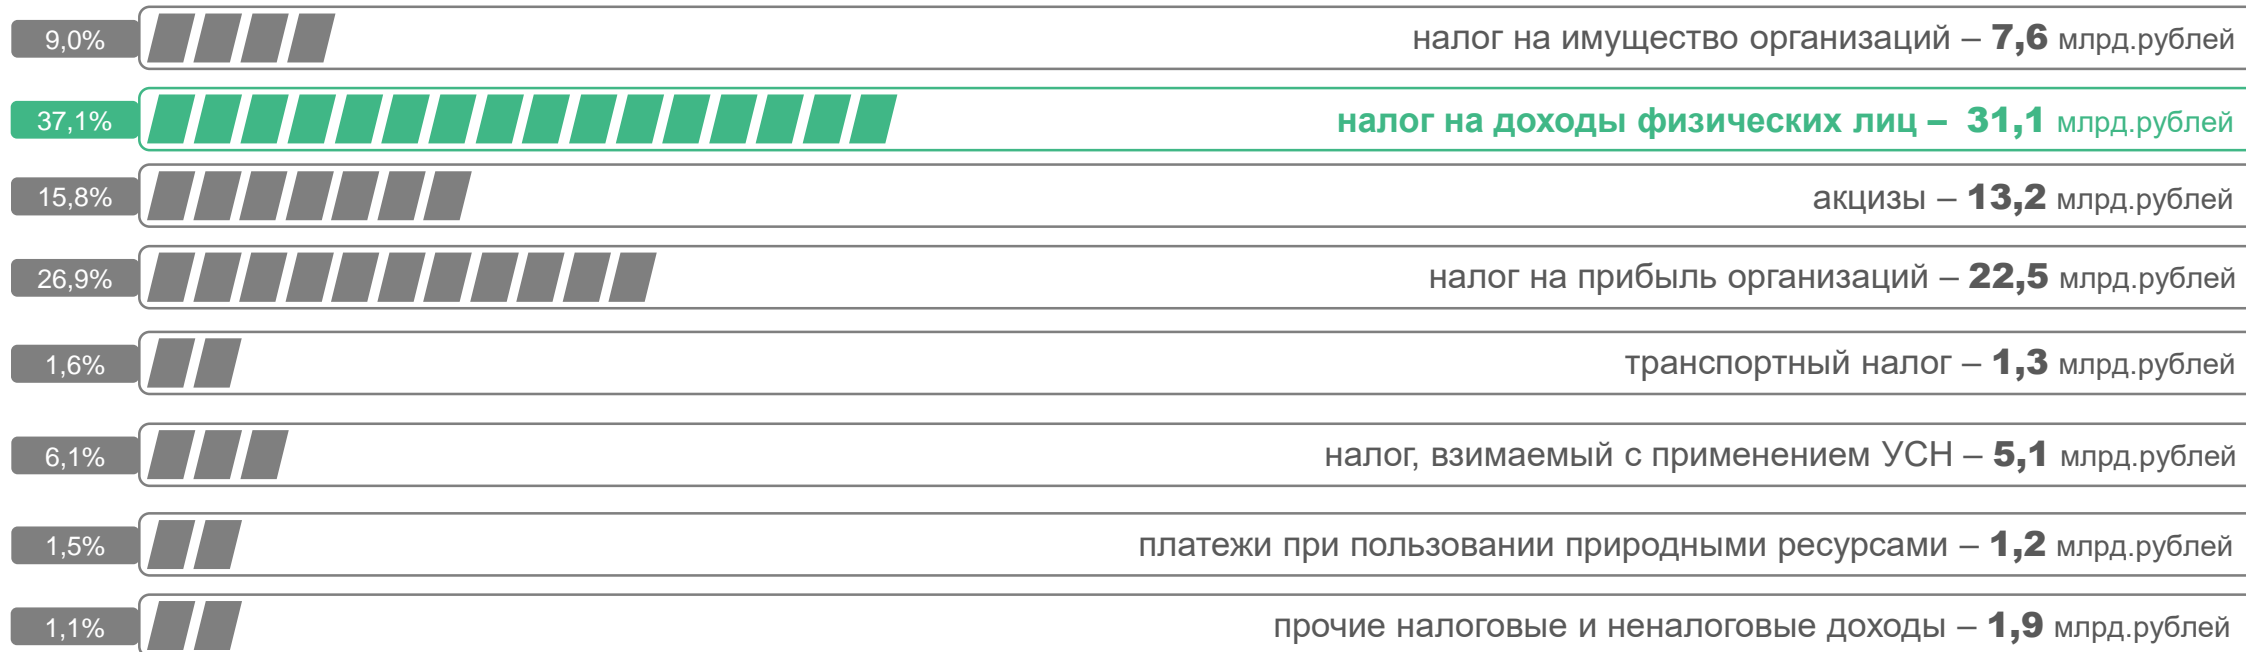 9,0% налог на имущество организаций – 7,6 млрд.рублей
37,1% налог на доходы физических лиц – 31,1 млрд.рублей
15,8% акцизы – 13,2 млрд.рублей
26,9% налог на прибыль организаций – 22,5 млрд.рублей
1,6% транспортный налог – 1,3 млрд.рублей
6,1% налог, взимаемый с применением УСН – 5,1 млрд.рублей
1,5% платежи при пользовании природными ресурсами – 1,2 млрд.рублей
1,1% прочие налоговые и неналоговые доходы – 1,9 млрд.рублей